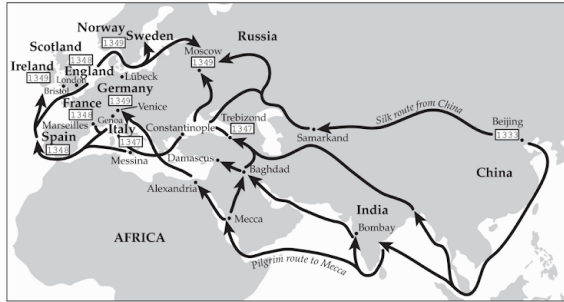 Norway
1349
Sweden
Russia
Scotland
1348
Moscow
1349
Ireland
1349
England
London
Bristol
Lübeck
Germany
1349
France
1348
Venice
Genoa
Marseilles
Italy
1347
Spain
1348
Messina
Constantinople
Trebizond
1347
Samarkand
Silk route from China
Beijing
1333
China
Damascus
Baghdad
Alexandria
Mecca
India
Bombay
AFRICA
Pilgrim route to Mecca